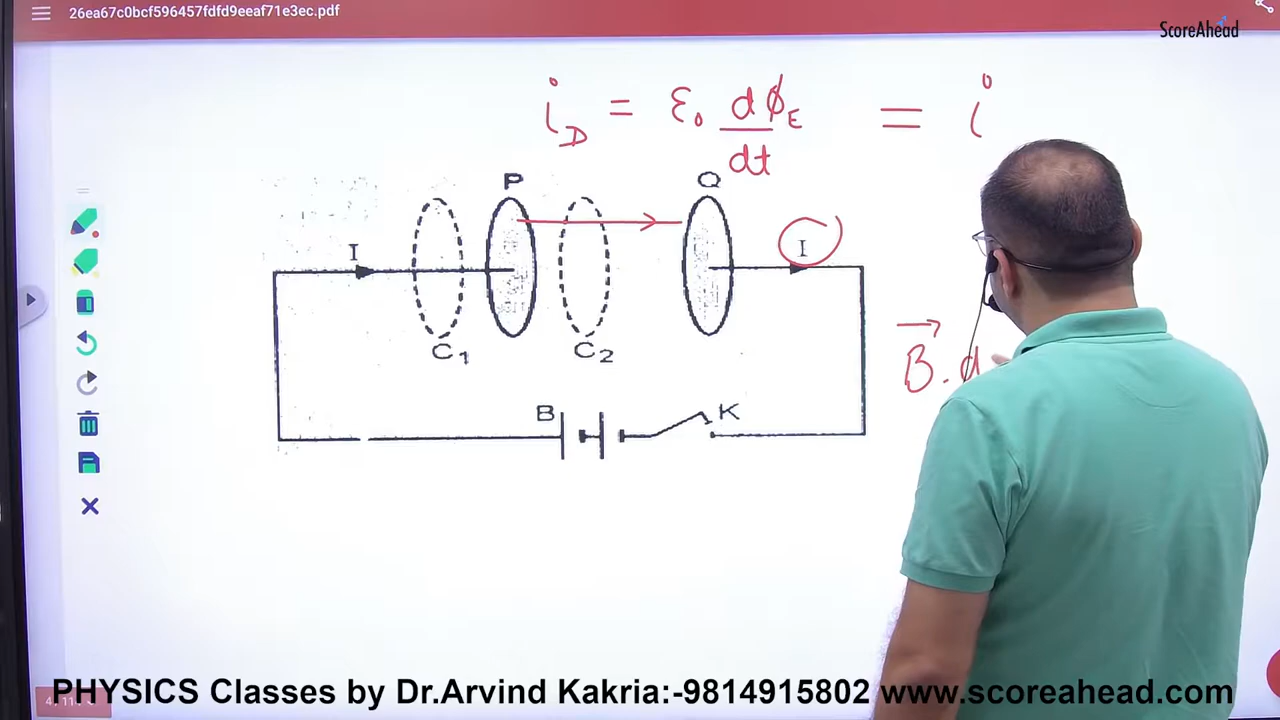 26ea67c0bcf596457fdfd9eeaf71e3ec.pdf
ScoreAhead
i_D = ε₀ dϕ_E/dt = i
P Q
I I
C₁ C₂
B⃗ . d
B K
PHYSICS Classes by Dr.Arvind Kakria:-9814915802 www.scoreahead.com